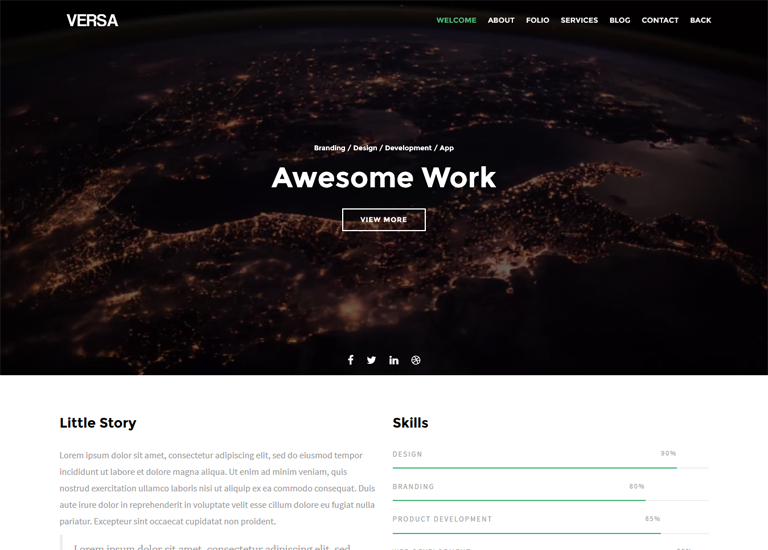 VERSA
WELCOME ABOUT FOLIO SERVICES BLOG CONTACT BACK
Branding / Design / Development / App
Awesome Work
VIEW MORE
Little Story
Lorem ipsum dolor sit amet, consectetur adipiscing elit, sed do eiusmod tempor
incididunt ut labore et dolore magna aliqua. Ut enim ad minim veniam, quis
nostrud exercitation ullamco laboris nisi ut aliquip ex ea commodo consequat. Duis
aute irure dolor in reprehenderit in voluptate velit esse cillum dolore eu fugiat nulla
pariatur. Excepteur sint occaecat cupidatat non proident.
Lorem ipsum dolor sit amet, consectetur adipiscing elit, sed
Skills
DESIGN 90%
BRANDING 80%
PRODUCT DEVELOPMENT 85%